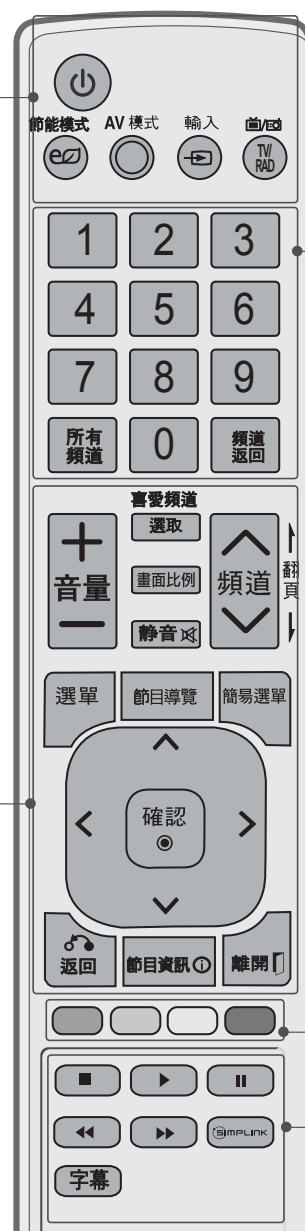 節能模式 AV 模式 輸入
TV/
RAD
1 2 3
4 5 6
7 8 9
所有
頻道 0 頻道
返回
喜愛頻道
選取
音量 畫面比例 頻道 翻頁
静音
選單 節目導覽 簡易選單
確認
返回 節目資訊 離開
SIMPLINK
字幕